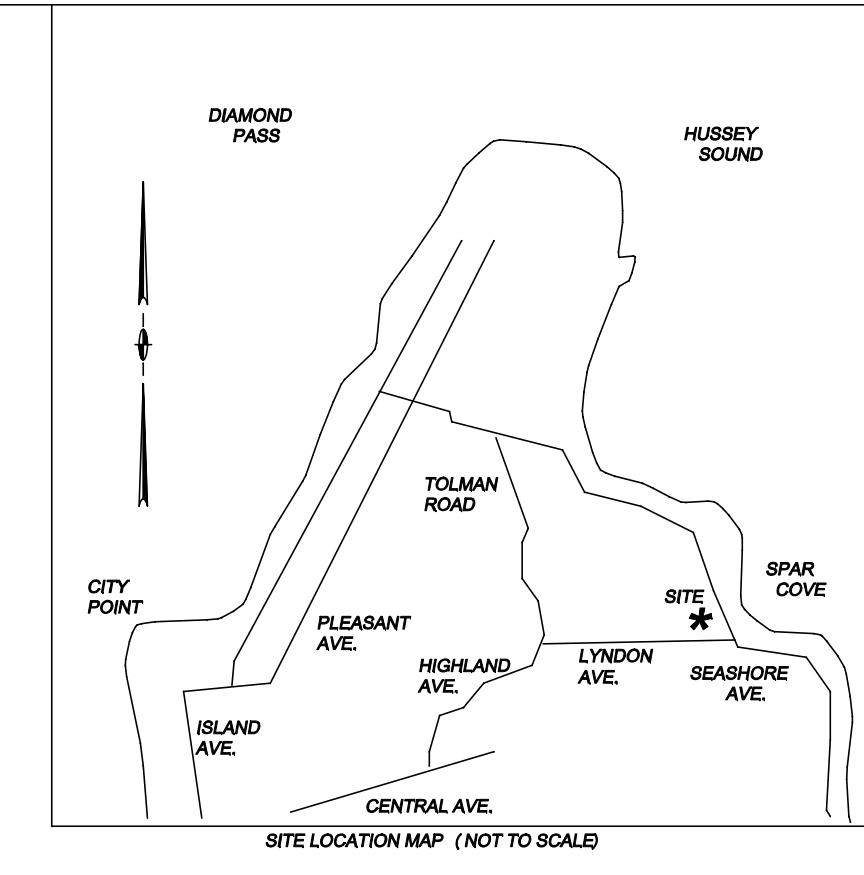 DIAMOND
PASS
HUSSEY
SOUND
TOLMAN
ROAD
CITY
POINT
SPAR
COVE
SITE
*
PLEASANT
AVE.
HIGHLAND
AVE.
LYNDON
AVE.
SEASHORE
AVE.
ISLAND
AVE.
CENTRAL AVE.
SITE LOCATION MAP (NOT TO SCALE)